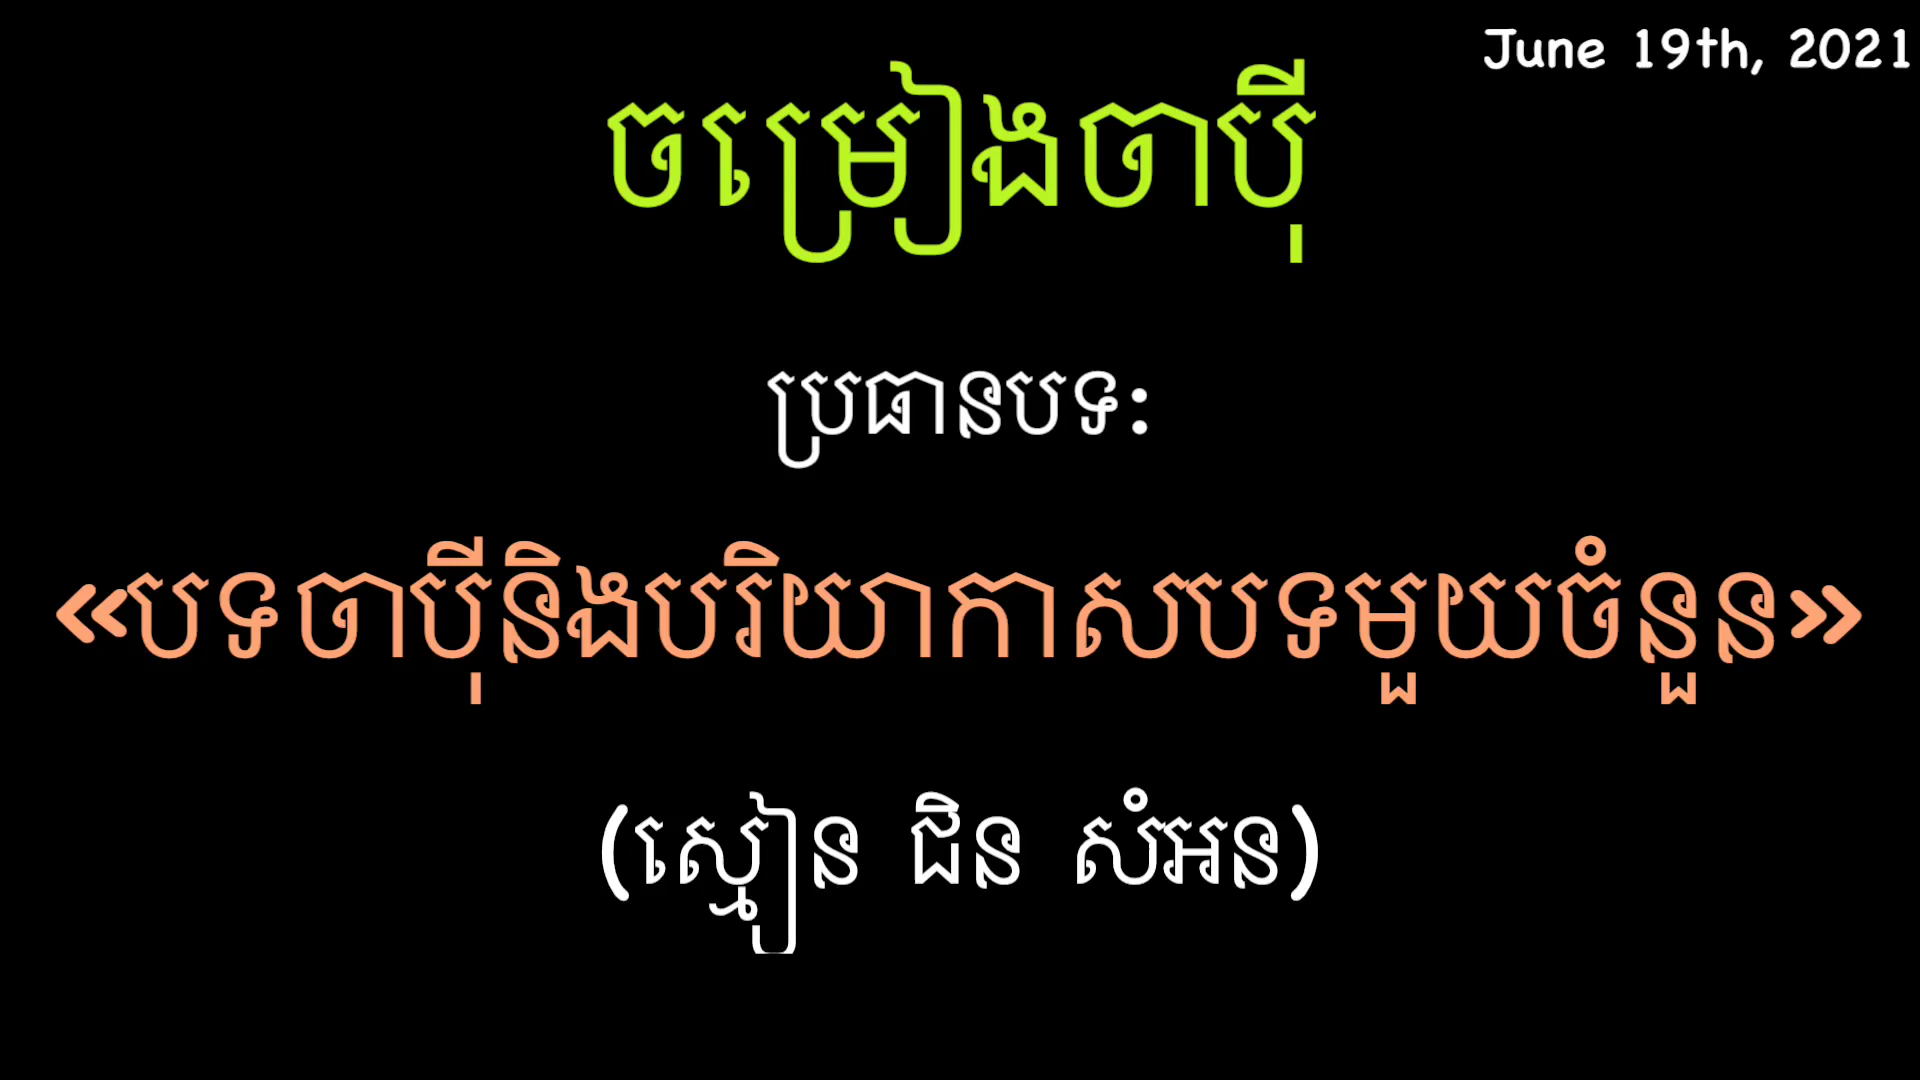 June 19th, 2021
ចម្រៀងចាប៉ី
ប្រធានបទ:
«បទចាប៉ីនិងបរិយាកាសបទមួយចំនួន»
(ស្មៀន ជិន សំអន)